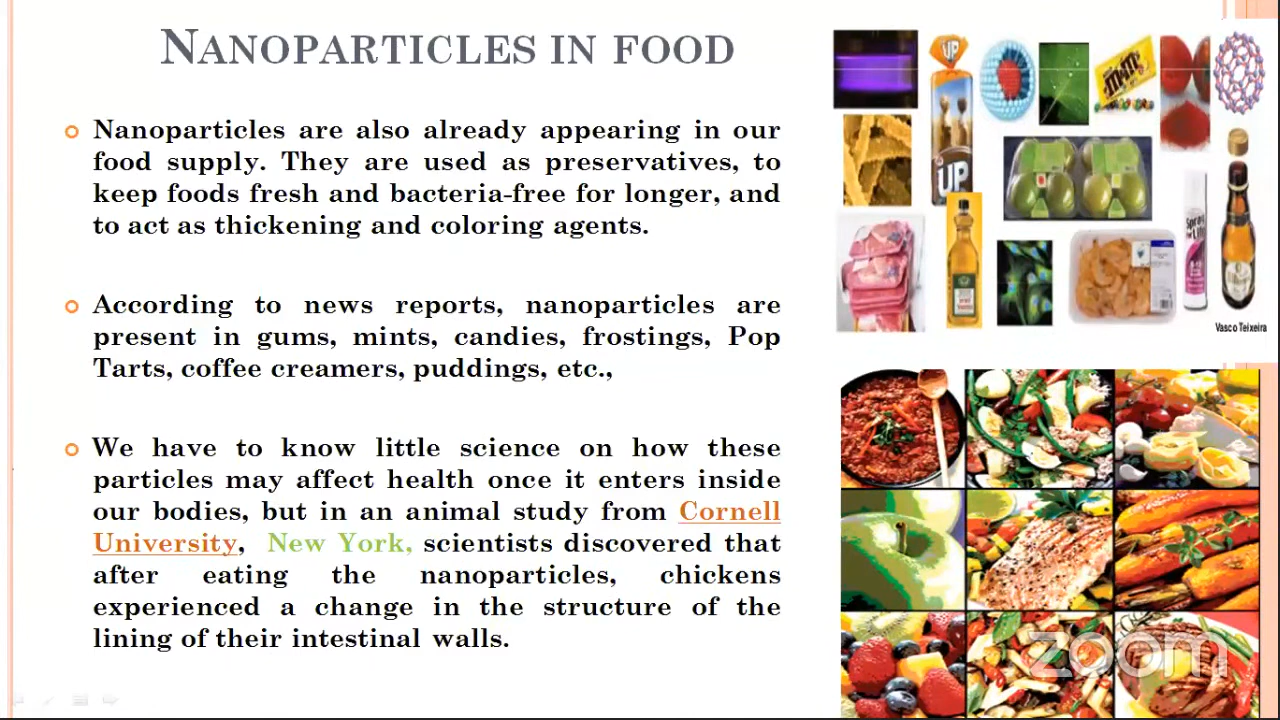 NANOPARTICLES IN FOOD
Nanoparticles are also already appearing in our
food supply. They are used as preservatives, to
keep foods fresh and bacteria-free for longer, and
to act as thickening and coloring agents.
According to news reports, nanoparticles are
present in gums, mints, candies, frostings, Pop
Tarts, coffee creamers, puddings, etc.,
We have to know little science on how these
particles may affect health once it enters inside
our bodies, but in an animal study from Cornell
University, New York, scientists discovered that
after eating the nanoparticles, chickens
experienced a change in the structure of the
lining of their intestinal walls.
UP
UP
m&m's
Spray
for Life
Vasco Teixeira
zoom